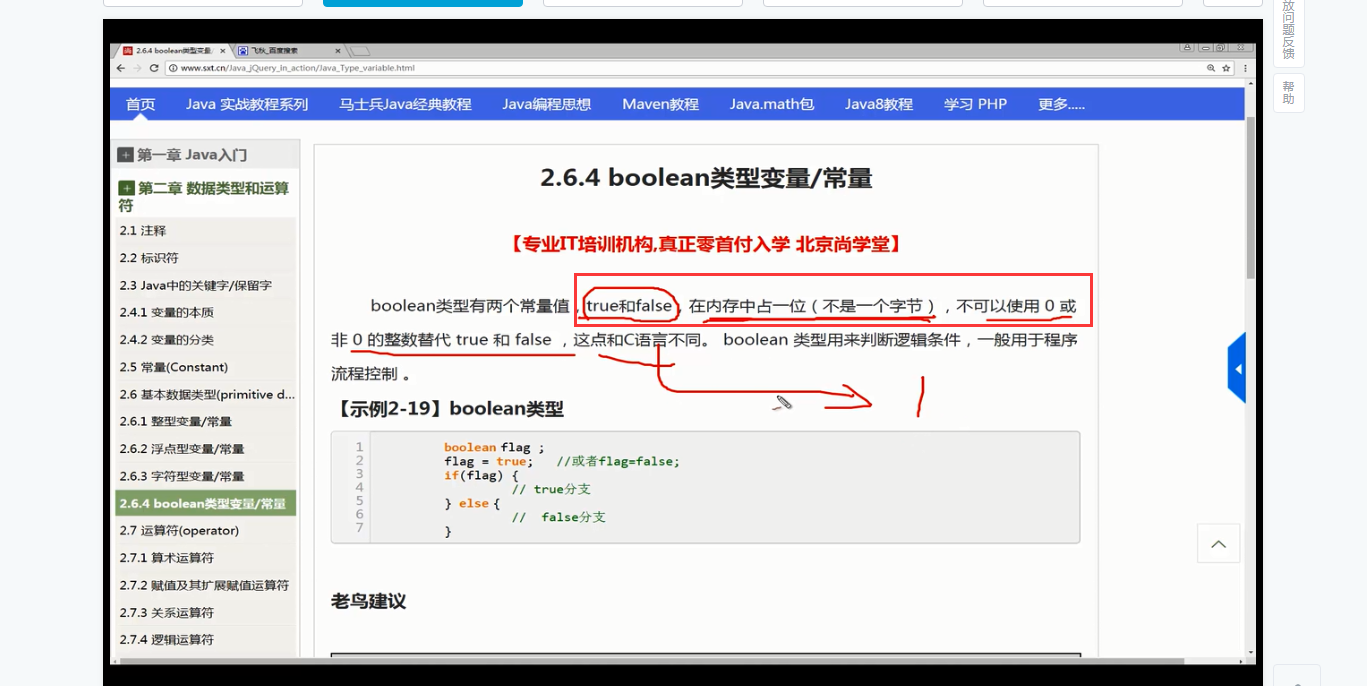 放问题反馈
帮助
2.6.4 boolean类型变量
飞秋_百度搜索
www.sxt.cn/Java_jQuery_in_action/Java_Type_variable.html
首页 Java 实战教程系列 马士兵Java经典教程 Java编程思想 Maven教程 Java.math包 Java8教程 学习 PHP 更多.....
第一章 Java入门
第二章 数据类型和运算
符
2.1 注释
2.2 标识符
2.3 Java中的关键字/保留字
2.4.1 变量的本质
2.4.2 变量的分类
2.5 常量(Constant)
2.6 基本数据类型(primitive d...
2.6.1 整型变量/常量
2.6.2 浮点型变量/常量
2.6.3 字符型变量/常量
2.6.4 boolean类型变量/常量
2.7 运算符(operator)
2.7.1 算术运算符
2.7.2 赋值及其扩展赋值运算符
2.7.3 关系运算符
2.7.4 逻辑运算符
2.6.4 boolean类型变量/常量
【专业IT培训机构,真正零首付入学 北京尚学堂】
boolean类型有两个常量值，true和false，在内存中占一位（不是一个字节），不可以使用 0 或
非 0 的整数替代 true 和 false ，这点和C语言不同。 boolean 类型用来判断逻辑条件，一般用于程序
流程控制 。
【示例2-19】boolean类型
1 boolean flag ;
2 flag = true; //或者flag=false;
3 if(flag) {
4 // true分支
5 } else {
6 // false分支
7 }
老鸟建议